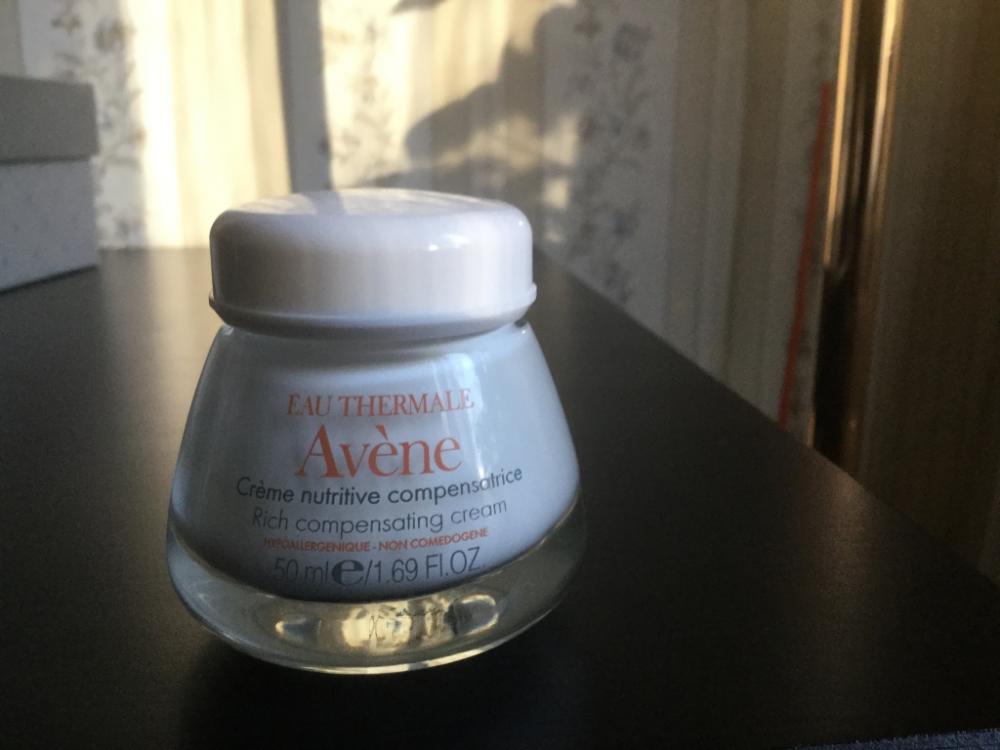 EAU THERMALE
Avène
Crème nutritive compensatrice
Rich compensating cream
HYPOALLERGENIQUE - NON COMEDOGENE
50 ml e/1.69 Fl.OZ.